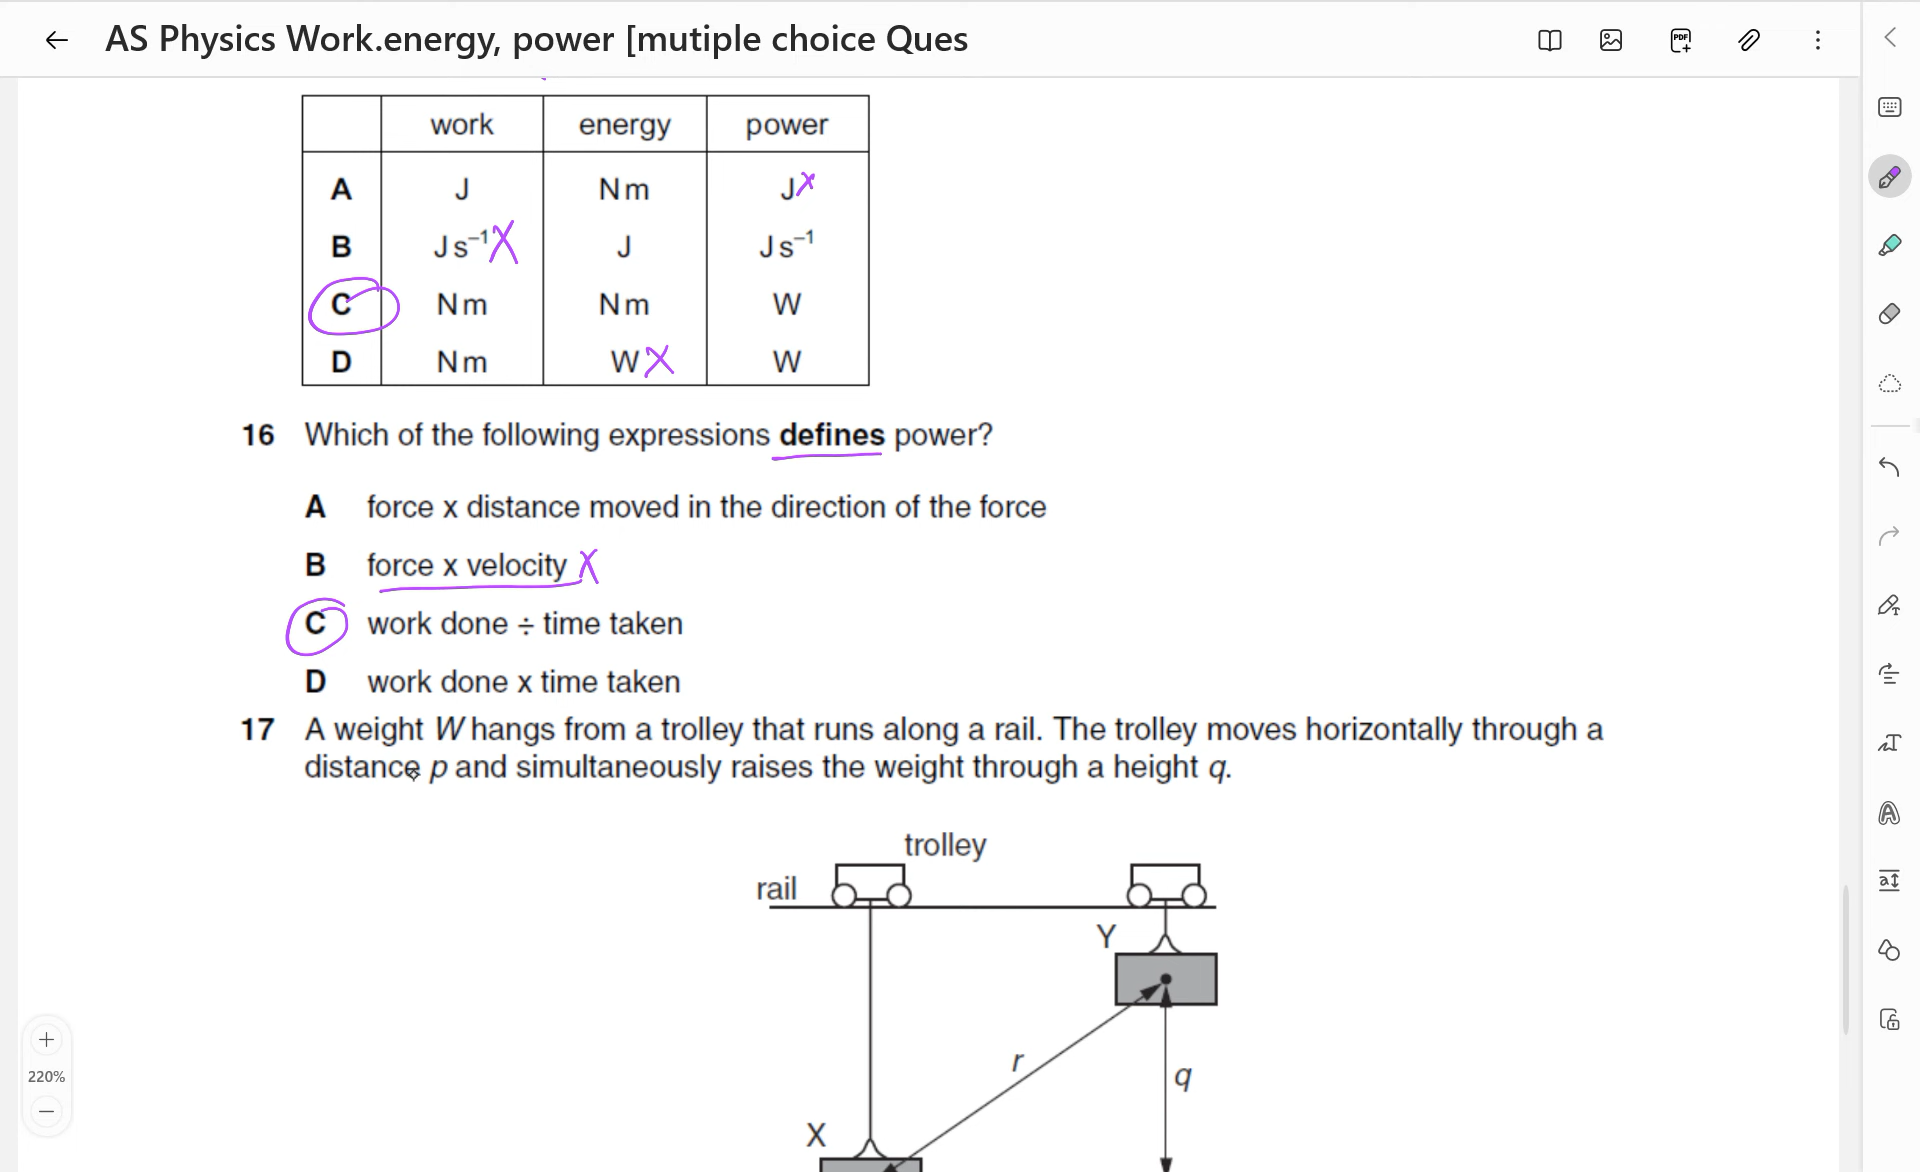 AS Physics Work.energy, power [mutiple choice Ques
PDF
work energy power
A J N m J X
B J s⁻¹ X J J s⁻¹
C N m N m W
D N m W X W
16 Which of the following expressions defines power?
A force x distance moved in the direction of the force
B force x velocity X
C work done ÷ time taken
D work done x time taken
17 A weight W hangs from a trolley that runs along a rail. The trolley moves horizontally through a
distance p and simultaneously raises the weight through a height q.
trolley
rail
Y
r
q
X
220%